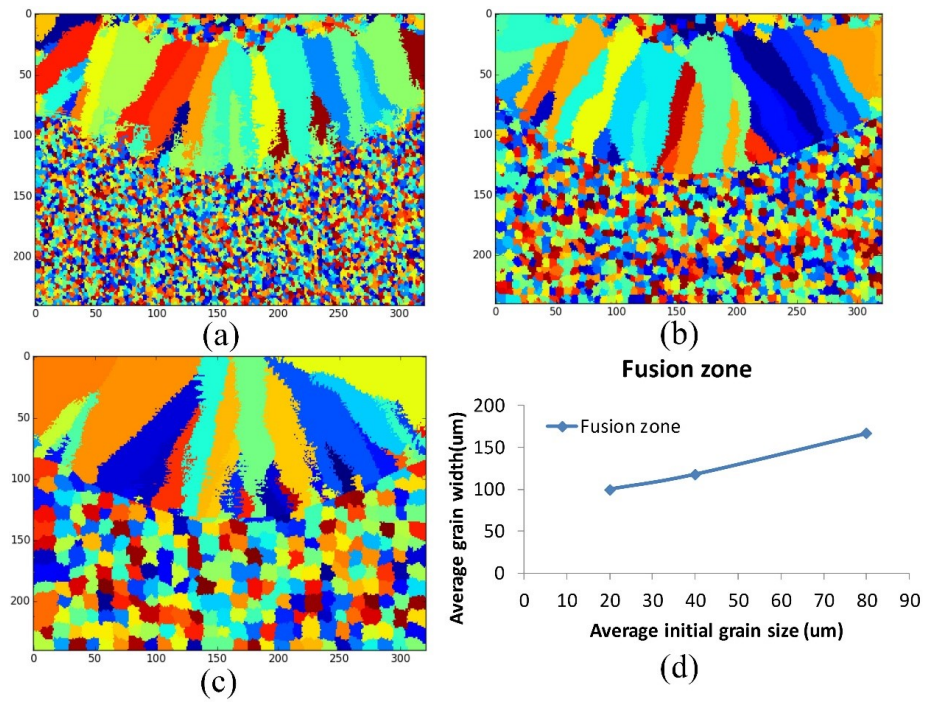 0
50
100
150
200
0 50 100 150 200 250 300
(a)
0
50
100
150
200
0 50 100 150 200 250 300
(b)
0
50
100
150
200
0 50 100 150 200 250 300
(c)
Fusion zone
Average grain width(um)
200
150
100
50
0
Fusion zone
0 10 20 30 40 50 60 70 80 90
Average initial grain size (um)
(d)